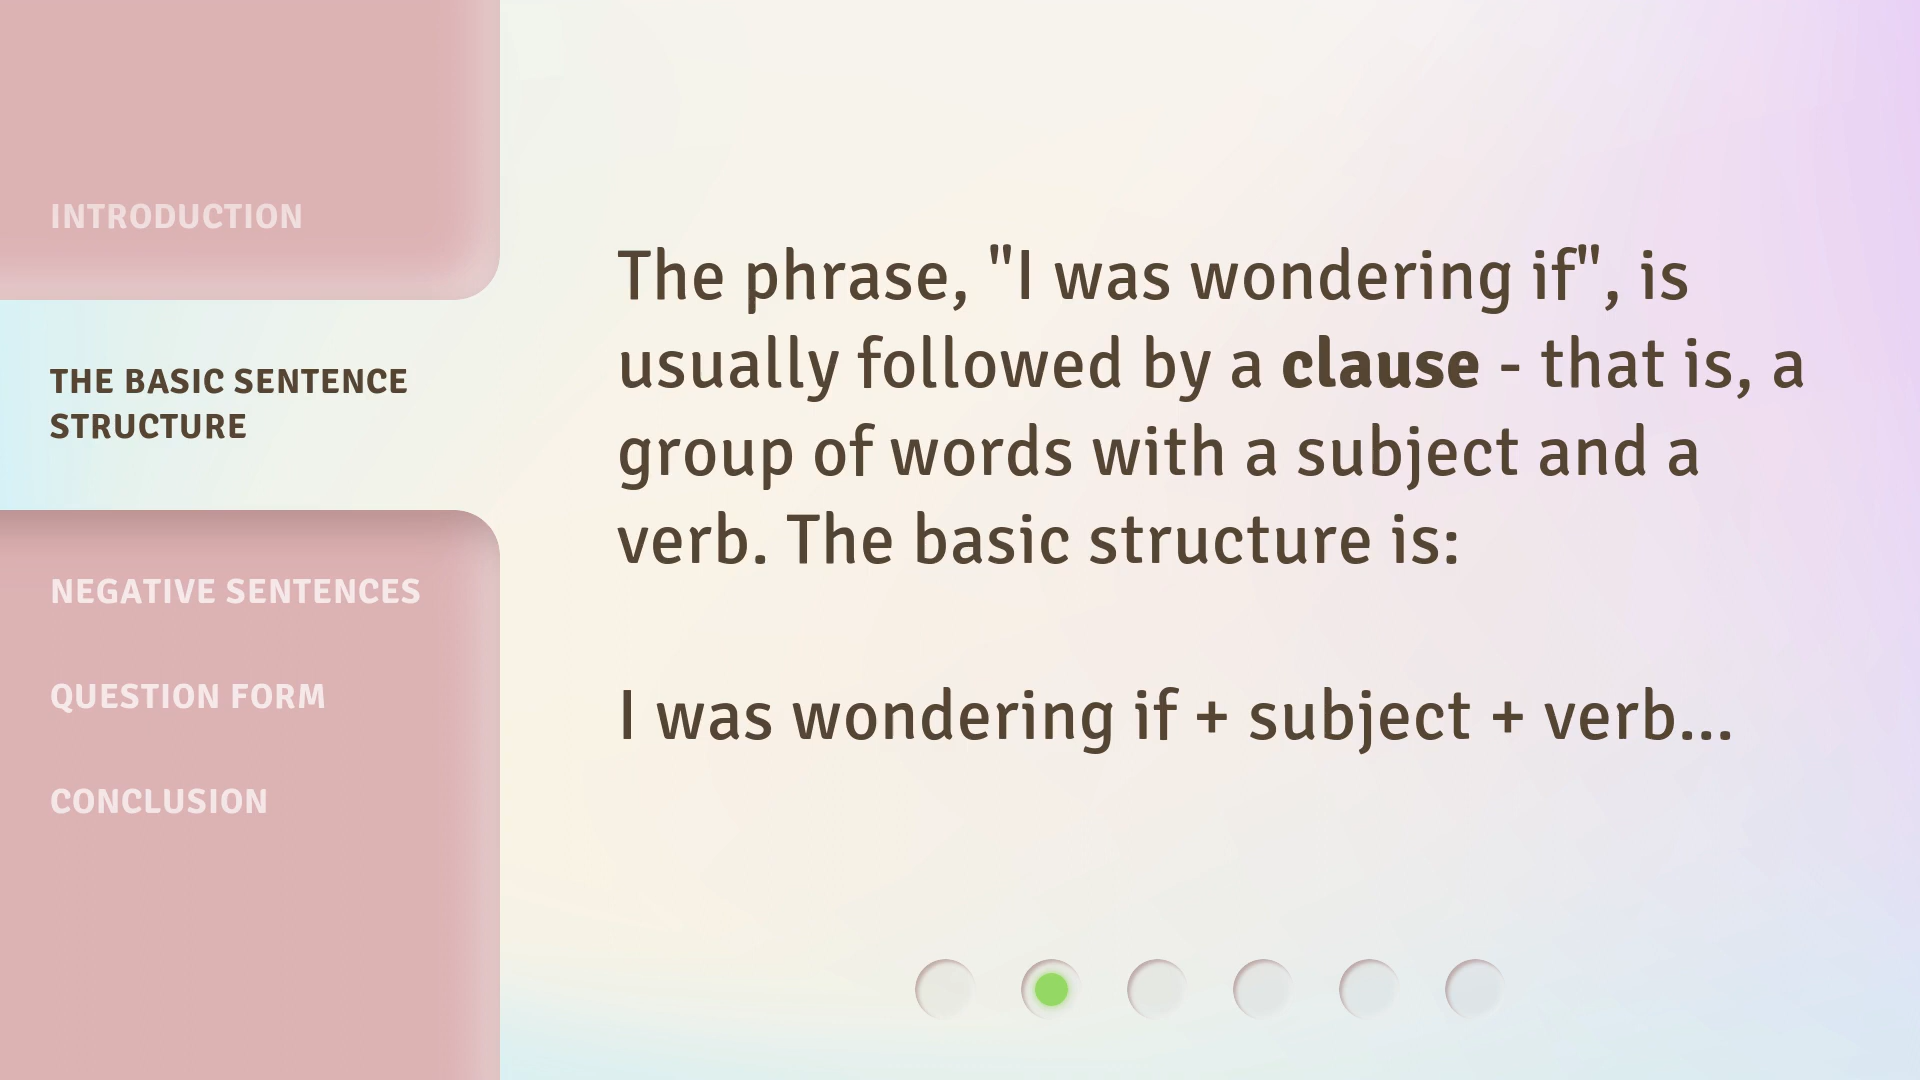 INTRODUCTION
THE BASIC SENTENCE
STRUCTURE
NEGATIVE SENTENCES
QUESTION FORM
CONCLUSION
The phrase, "I was wondering if", is
usually followed by a clause - that is, a
group of words with a subject and a
verb. The basic structure is:
I was wondering if + subject + verb...